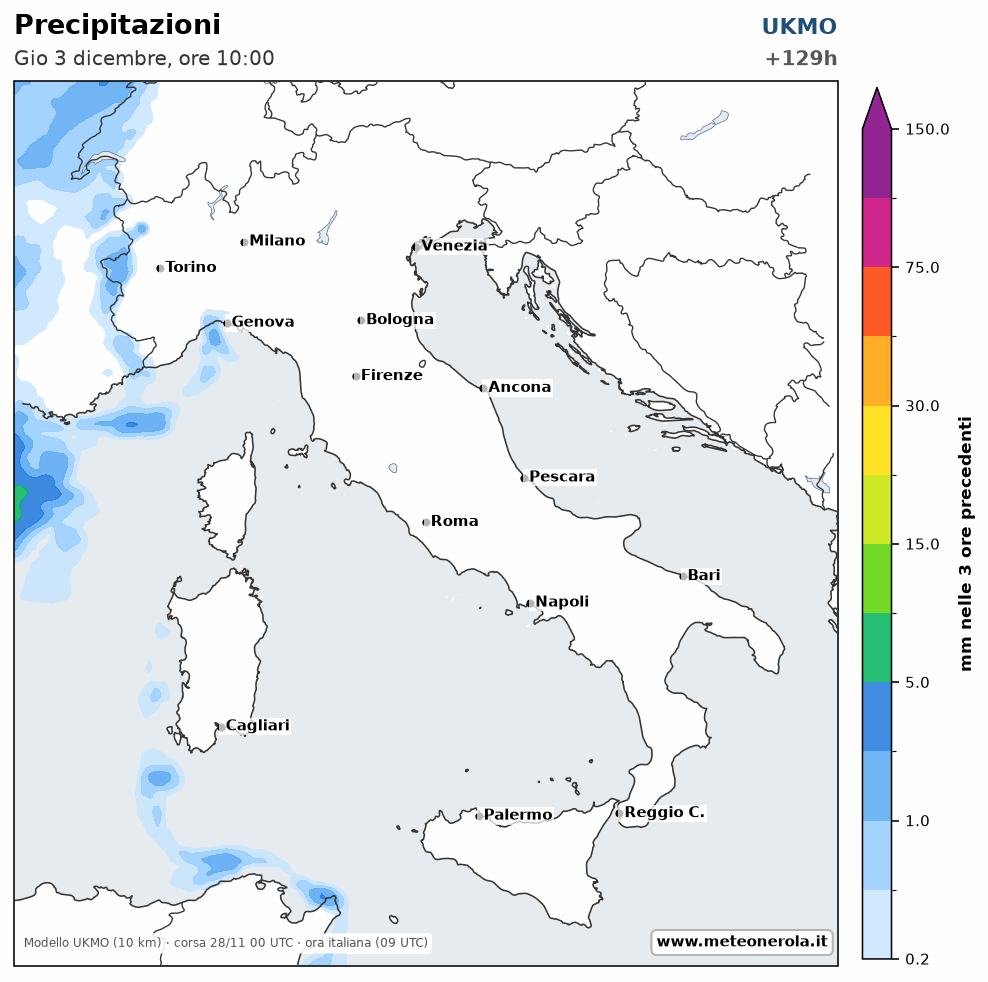 Precipitazioni
UKMO
Gio 3 dicembre, ore 10:00
+129h
150.0
75.0
30.0
15.0
5.0
1.0
0.2
mm nelle 3 ore precedenti
Milano
Venezia
Torino
Genova
Bologna
Firenze
Ancona
Pescara
Roma
Bari
Napoli
Cagliari
Palermo
Reggio C.
Modello UKMO (10 km) · corsa 28/11 00 UTC · ora italiana (09 UTC)
www.meteonerola.it